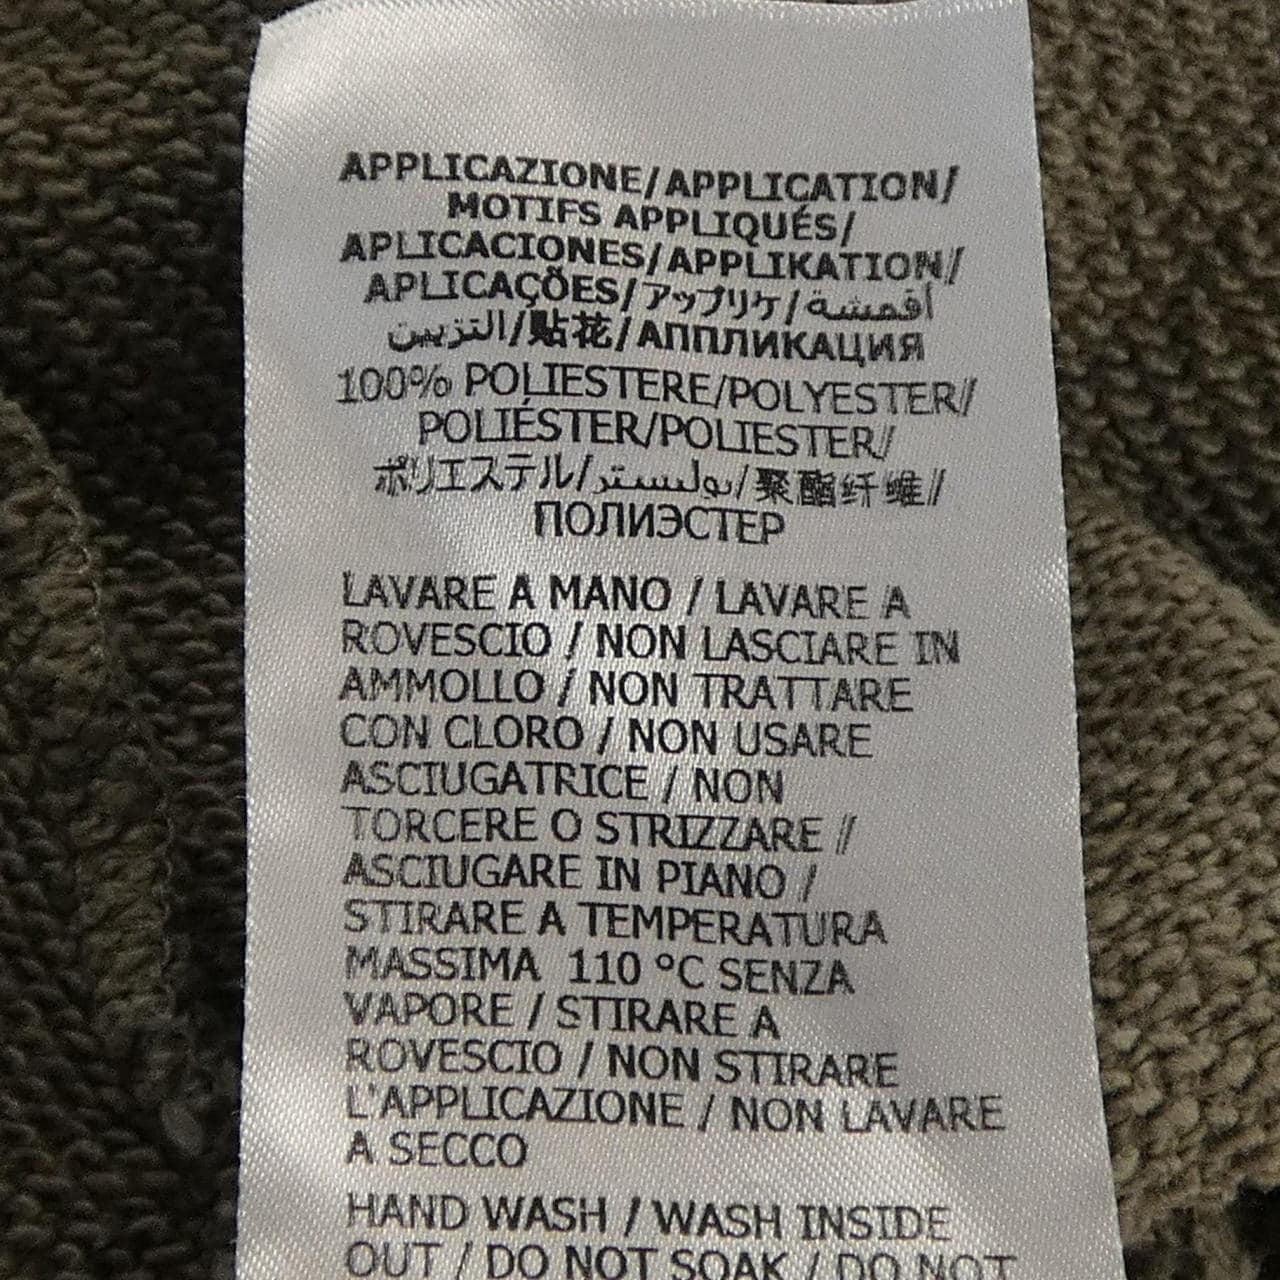 APPLICAZIONE/APPLICATION/
MOTIFS APPLIQUÉS/
APLICACIONES/APPLIKATION/
APLICAÇÕES/アップリケ/أقمشة
التزيين/贴花/АППЛИКАЦИЯ
100% POLIESTERE/POLYESTER/
POLIÉSTER/POLIESTER/
ポリエステル/بوليستر/聚酯纤维/
ПОЛИЭСТЕР
LAVARE A MANO / LAVARE A
ROVESCIO / NON LASCIARE IN
AMMOLLO / NON TRATTARE
CON CLORO / NON USARE
ASCIUGATRICE / NON
TORCERE O STRIZZARE /
ASCIUGARE IN PIANO /
STIRARE A TEMPERATURA
MASSIMA 110 °C SENZA
VAPORE / STIRARE A
ROVESCIO / NON STIRARE
L'APPLICAZIONE / NON LAVARE
A SECCO
HAND WASH / WASH INSIDE
OUT / DO NOT SOAK / DO NOT